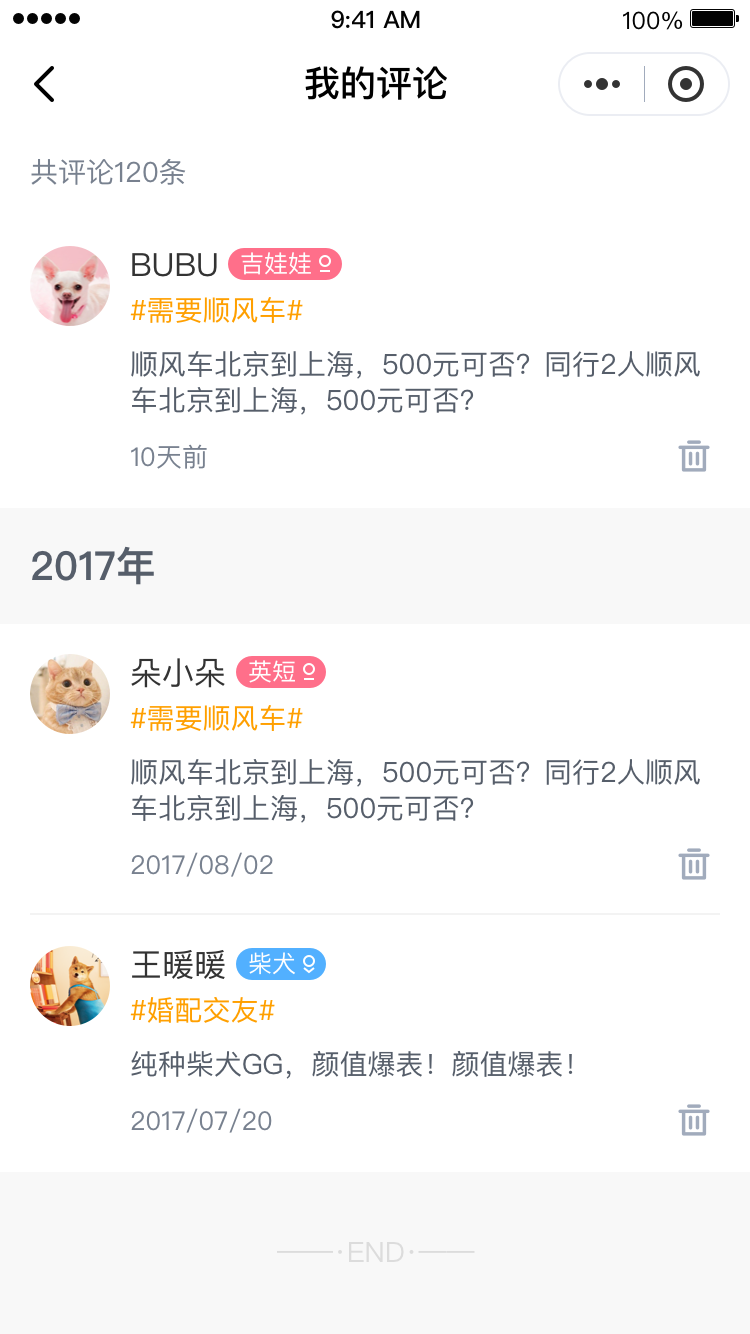 9:41 AM
100%
我的评论
共评论120条
BUBU 吉娃娃
#需要顺风车#
顺风车北京到上海，500元可否？同行2人顺风
车北京到上海，500元可否？
10天前
2017年
朵小朵 英短
#需要顺风车#
顺风车北京到上海，500元可否？同行2人顺风
车北京到上海，500元可否？
2017/08/02
王暖暖 柴犬
#婚配交友#
纯种柴犬GG，颜值爆表！颜值爆表！
2017/07/20
END